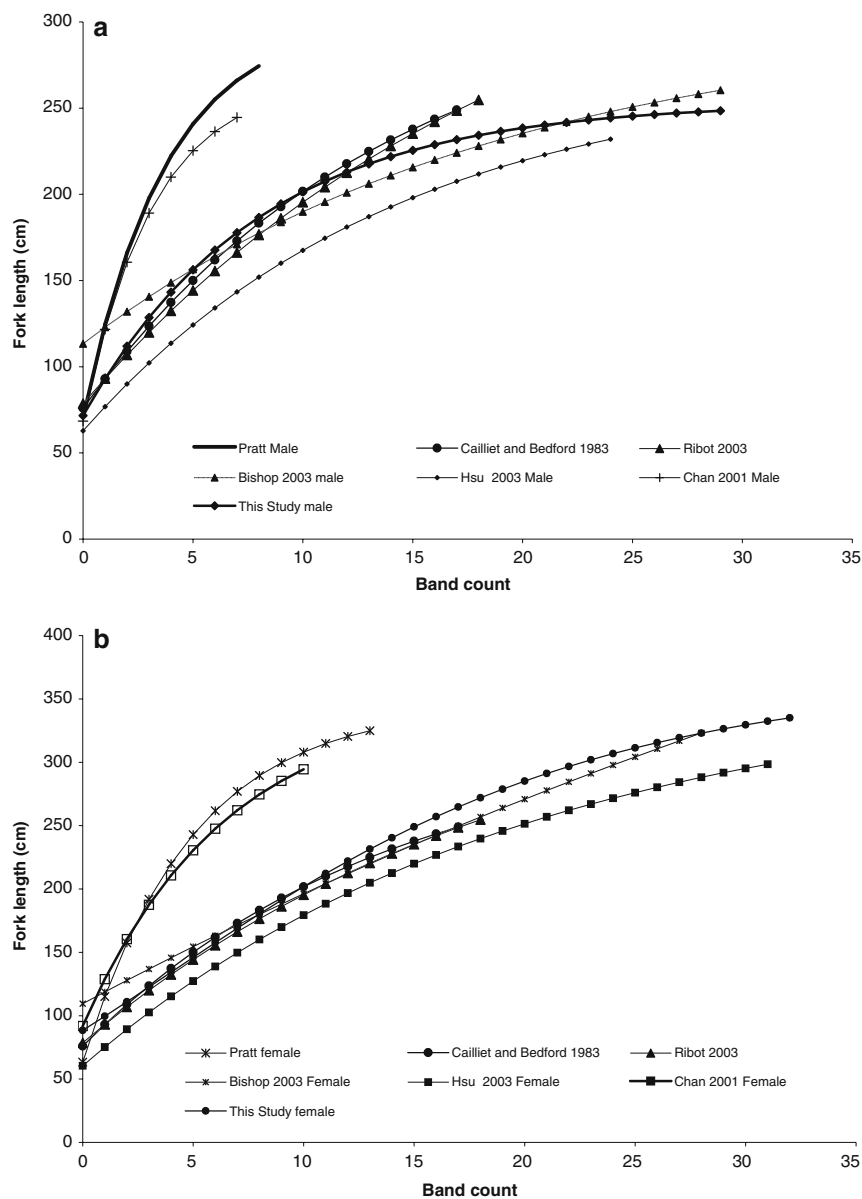 a
300
250
200
150
100
50
0
Fork length (cm)
Pratt Male
Cailliet and Bedford 1983
Ribot 2003
Bishop 2003 male
Hsu 2003 Male
Chan 2001 Male
This Study male
0 5 10 15 20 25 30 35
Band count
b
400
350
300
250
200
150
100
50
0
Fork length (cm)
Pratt female
Cailliet and Bedford 1983
Ribot 2003
Bishop 2003 Female
Hsu 2003 Female
Chan 2001 Female
This Study female
0 5 10 15 20 25 30 35
Band count